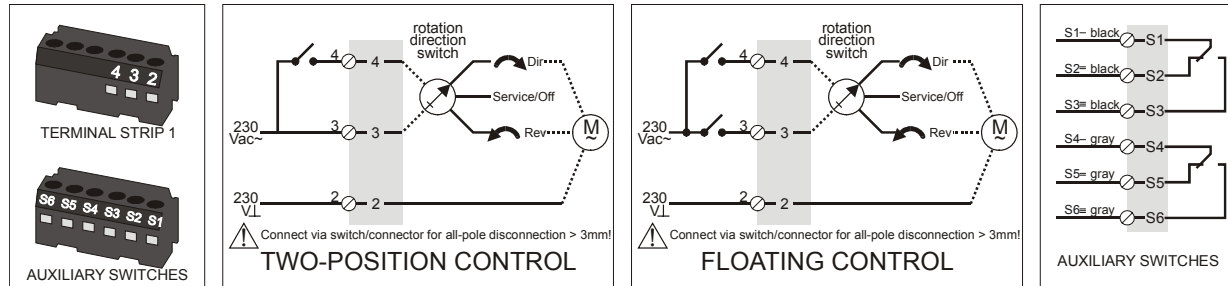 4 3 2
TERMINAL STRIP 1
S6 S5 S4 S3 S2 S1
AUXILIARY SWITCHES
rotation
direction
switch
4 4
Dir
Service/Off
230
Vac~
3 3
Rev
M
~
230
V⊥
2 2
Connect via switch/connector for all-pole disconnection > 3mm!
TWO-POSITION CONTROL
rotation
direction
switch
4 4
Dir
Service/Off
230
Vac~
3 3
Rev
M
~
230
V⊥
2 2
Connect via switch/connector for all-pole disconnection > 3mm!
FLOATING CONTROL
S1– black S1
S2= black S2
S3≡ black S3
S4– gray S4
S5= gray S5
S6≡ gray S6
AUXILIARY SWITCHES